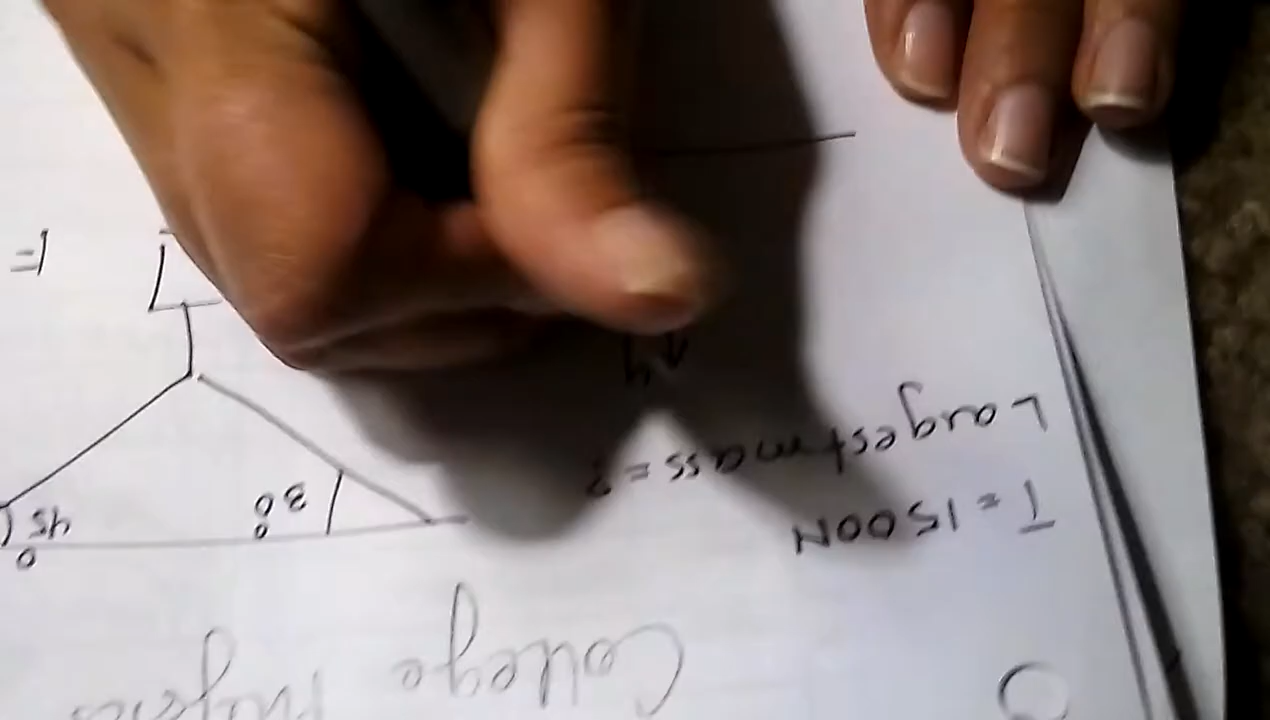 College Physics
T = 1500N
Largest mass = ?
30°
45°
y